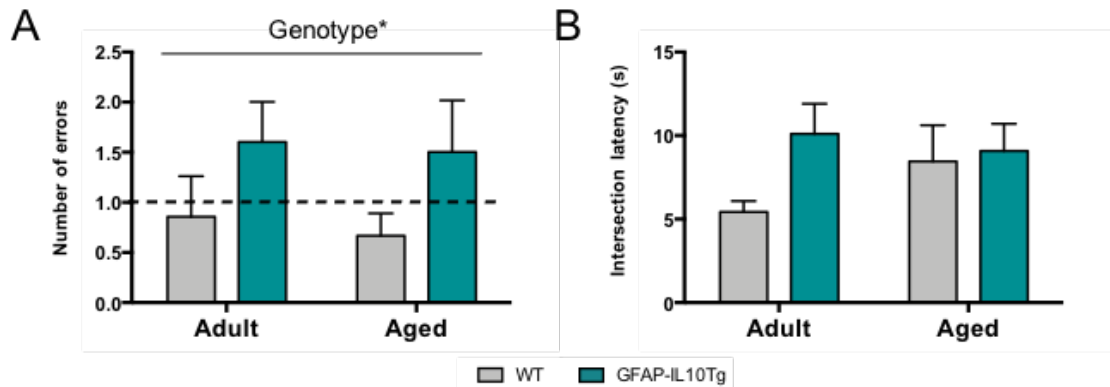 A
Genotype*
Number of errors
2.5
2.0
1.5
1.0
0.5
0.0
Adult Aged
B
Intersection latency (s)
15
10
5
0
Adult Aged
WT GFAP-IL10Tg